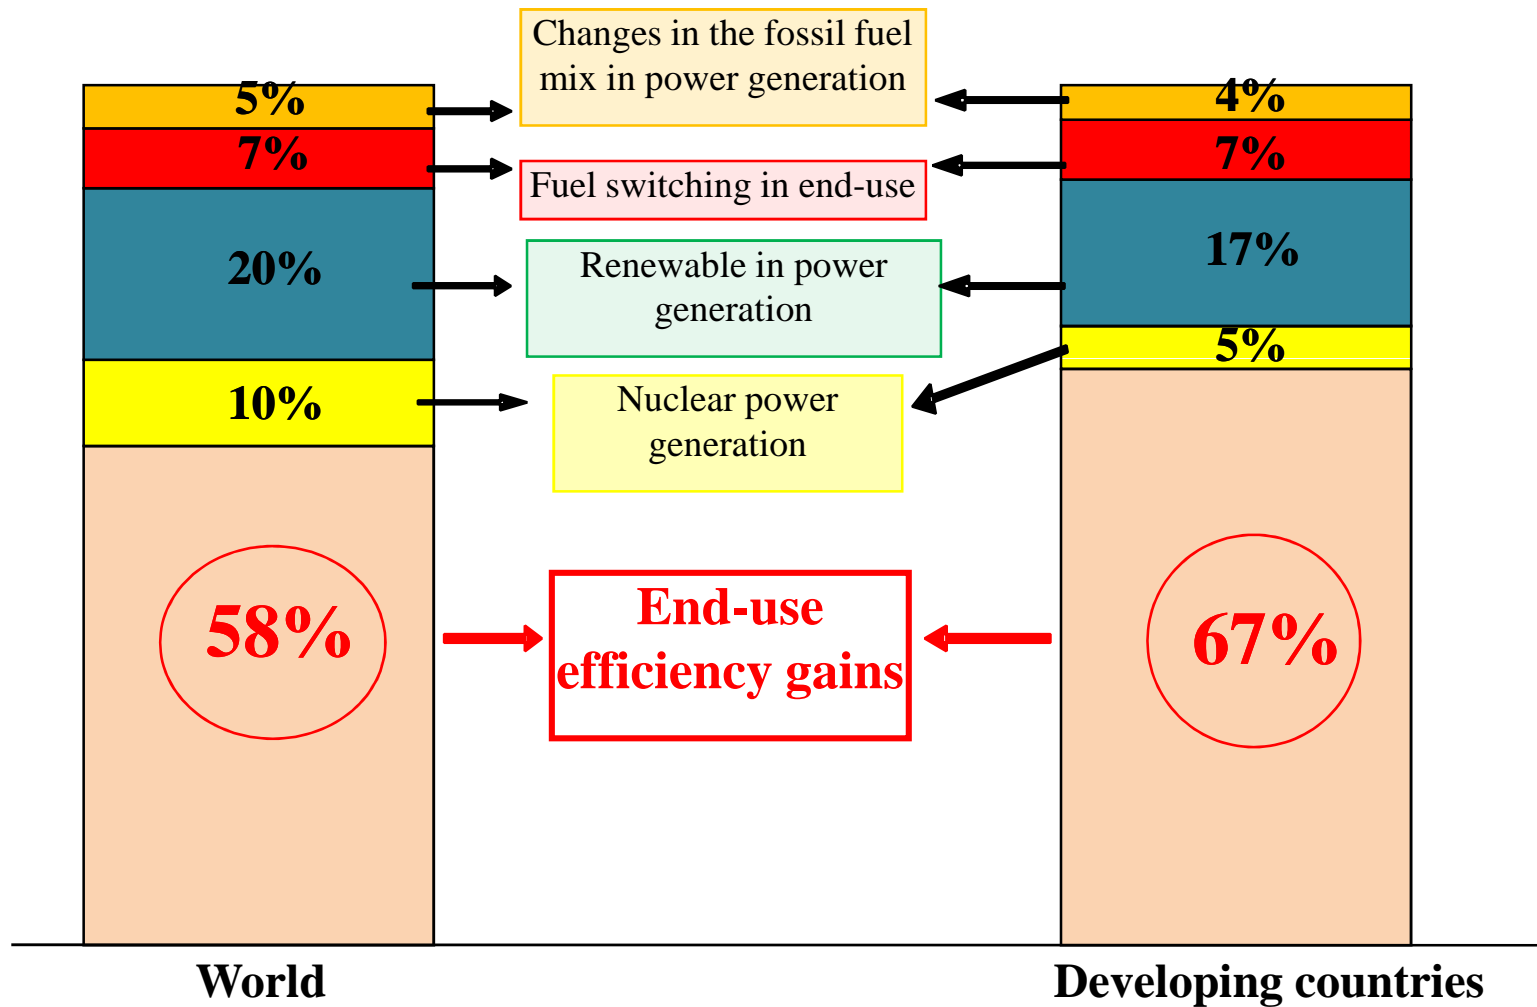 Changes in the fossil fuel
mix in power generation
5%
4%
7%
7%
Fuel switching in end-use
20%
Renewable in power
generation
17%
5%
10%
Nuclear power
generation
58%
End-use
efficiency gains
67%
World
Developing countries